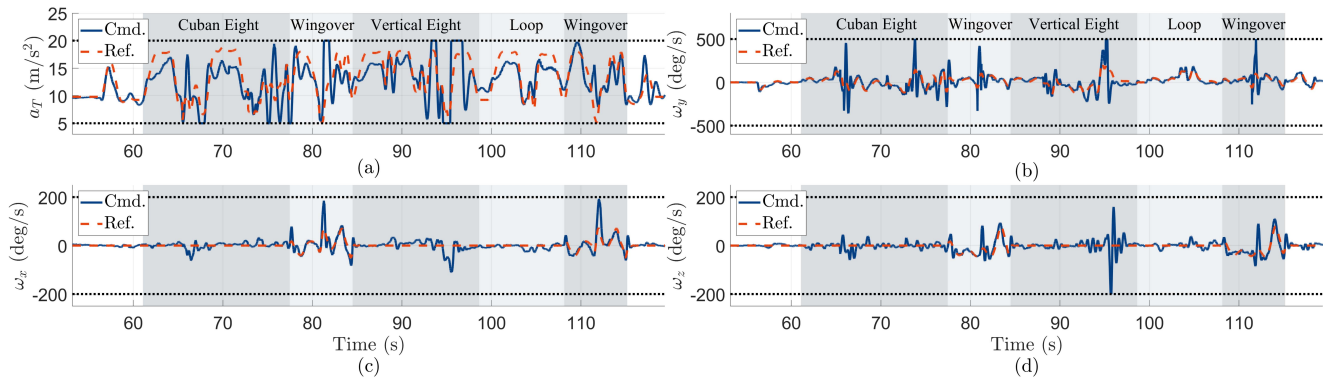 Cuban Eight Wingover Vertical Eight Loop Wingover
Cmd.
Ref.
25
20
15
10
5
a_T (m/s²)
60 70 80 90 100 110
(a)
Cuban Eight Wingover Vertical Eight Loop Wingover
Cmd.
Ref.
500
0
-500
ω_y (deg/s)
60 70 80 90 100 110
(b)
Cmd.
Ref.
200
0
-200
ω_x (deg/s)
60 70 80 90 100 110
Time (s)
(c)
Cmd.
Ref.
200
0
-200
ω_z (deg/s)
60 70 80 90 100 110
Time (s)
(d)